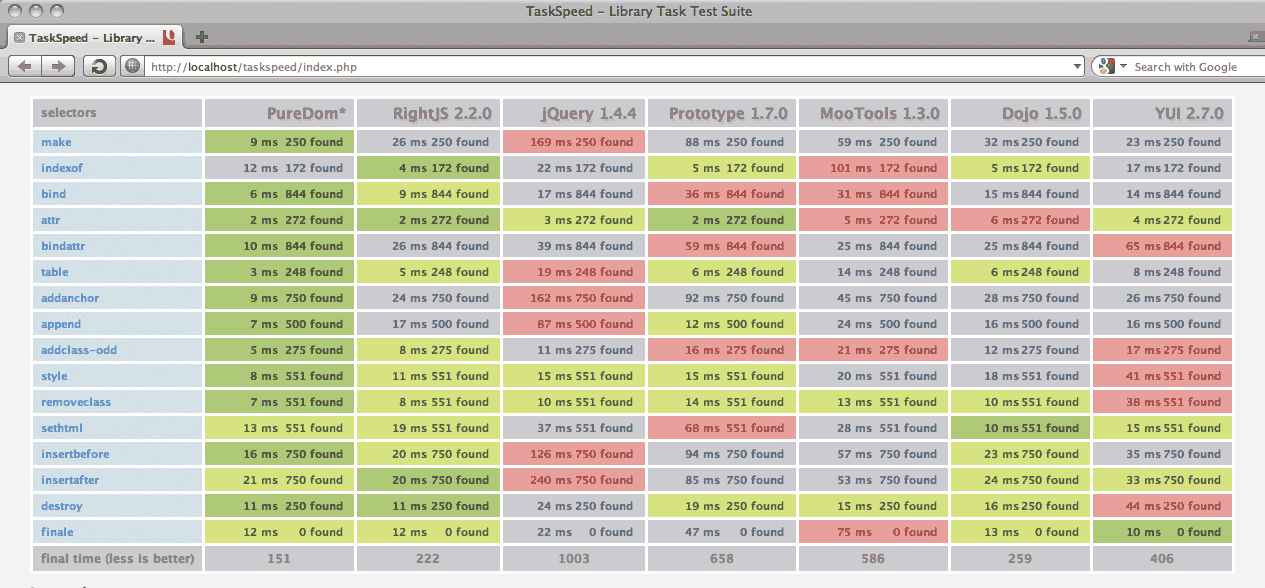 TaskSpeed – Library Task Test Suite
TaskSpeed – Library ...
http://localhost/taskspeed/index.php Search with Google
selectors PureDom* RightJS 2.2.0 jQuery 1.4.4 Prototype 1.7.0 MooTools 1.3.0 Dojo 1.5.0 YUI 2.7.0
make 9 ms 250 found 26 ms 250 found 169 ms 250 found 88 ms 250 found 59 ms 250 found 32 ms 250 found 23 ms 250 found
indexof 12 ms 172 found 4 ms 172 found 22 ms 172 found 5 ms 172 found 101 ms 172 found 5 ms 172 found 17 ms 172 found
bind 6 ms 844 found 9 ms 844 found 17 ms 844 found 36 ms 844 found 31 ms 844 found 15 ms 844 found 14 ms 844 found
attr 2 ms 272 found 2 ms 272 found 3 ms 272 found 2 ms 272 found 5 ms 272 found 6 ms 272 found 4 ms 272 found
bindattr 10 ms 844 found 26 ms 844 found 39 ms 844 found 59 ms 844 found 25 ms 844 found 25 ms 844 found 65 ms 844 found
table 3 ms 248 found 5 ms 248 found 19 ms 248 found 6 ms 248 found 14 ms 248 found 6 ms 248 found 8 ms 248 found
addanchor 9 ms 750 found 24 ms 750 found 162 ms 750 found 92 ms 750 found 45 ms 750 found 28 ms 750 found 26 ms 750 found
append 7 ms 500 found 17 ms 500 found 87 ms 500 found 12 ms 500 found 24 ms 500 found 16 ms 500 found 16 ms 500 found
addclass-odd 5 ms 275 found 8 ms 275 found 11 ms 275 found 16 ms 275 found 21 ms 275 found 12 ms 275 found 17 ms 275 found
style 8 ms 551 found 11 ms 551 found 15 ms 551 found 15 ms 551 found 20 ms 551 found 18 ms 551 found 41 ms 551 found
removeclass 7 ms 551 found 8 ms 551 found 10 ms 551 found 14 ms 551 found 13 ms 551 found 10 ms 551 found 38 ms 551 found
sethtml 13 ms 551 found 19 ms 551 found 37 ms 551 found 68 ms 551 found 28 ms 551 found 10 ms 551 found 15 ms 551 found
insertbefore 16 ms 750 found 20 ms 750 found 126 ms 750 found 94 ms 750 found 57 ms 750 found 23 ms 750 found 35 ms 750 found
insertafter 21 ms 750 found 20 ms 750 found 240 ms 750 found 85 ms 750 found 53 ms 750 found 24 ms 750 found 33 ms 750 found
destroy 11 ms 250 found 11 ms 250 found 24 ms 250 found 19 ms 250 found 15 ms 250 found 16 ms 250 found 44 ms 250 found
finale 12 ms 0 found 12 ms 0 found 22 ms 0 found 47 ms 0 found 75 ms 0 found 13 ms 0 found 10 ms 0 found
final time (less is better) 151 222 1003 658 586 259 406